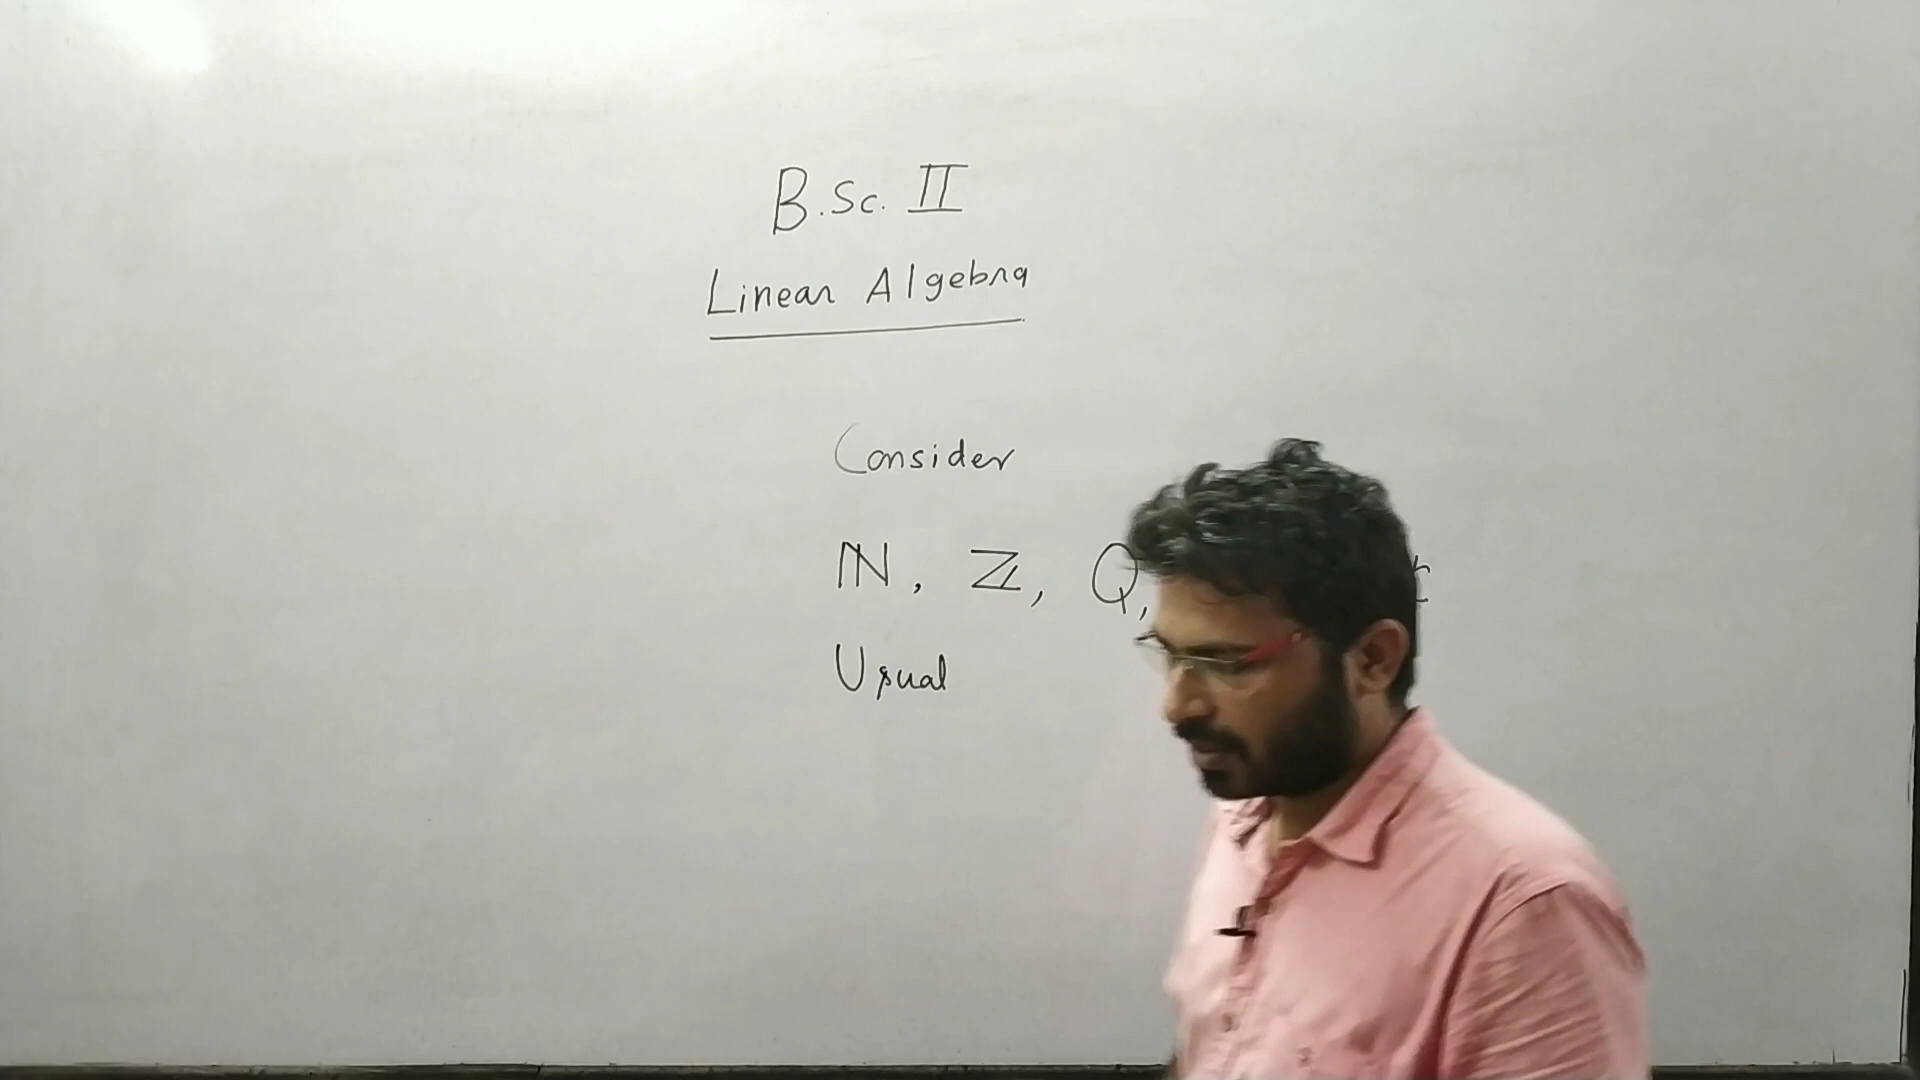 B.Sc. II
Linear Algebra
Consider
ℕ, ℤ, Q,
Usual